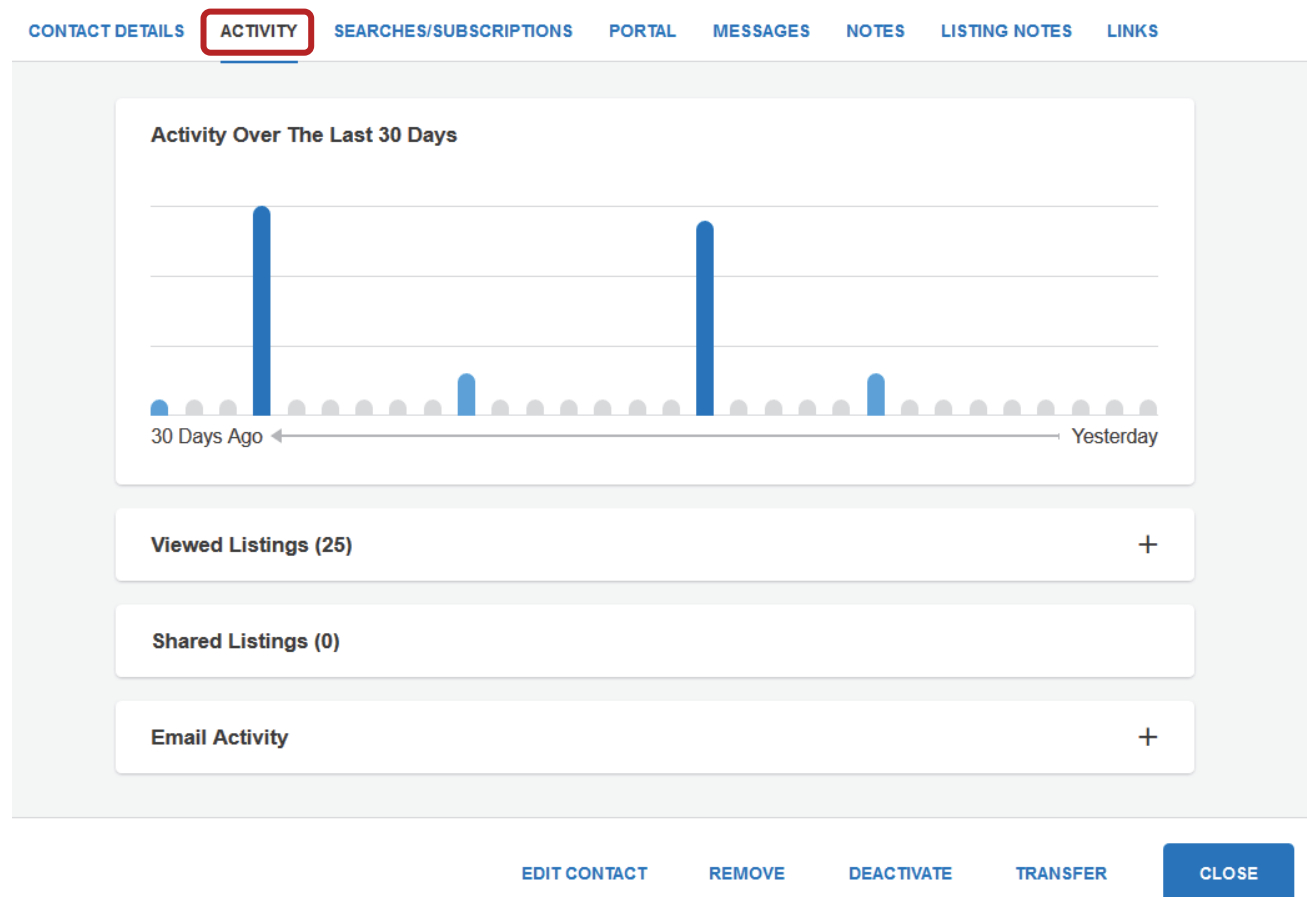 CONTACT DETAILS ACTIVITY SEARCHES/SUBSCRIPTIONS PORTAL MESSAGES NOTES LISTING NOTES LINKS
Activity Over The Last 30 Days
30 Days Ago Yesterday
Viewed Listings (25) +
Shared Listings (0)
Email Activity +
EDIT CONTACT REMOVE DEACTIVATE TRANSFER CLOSE